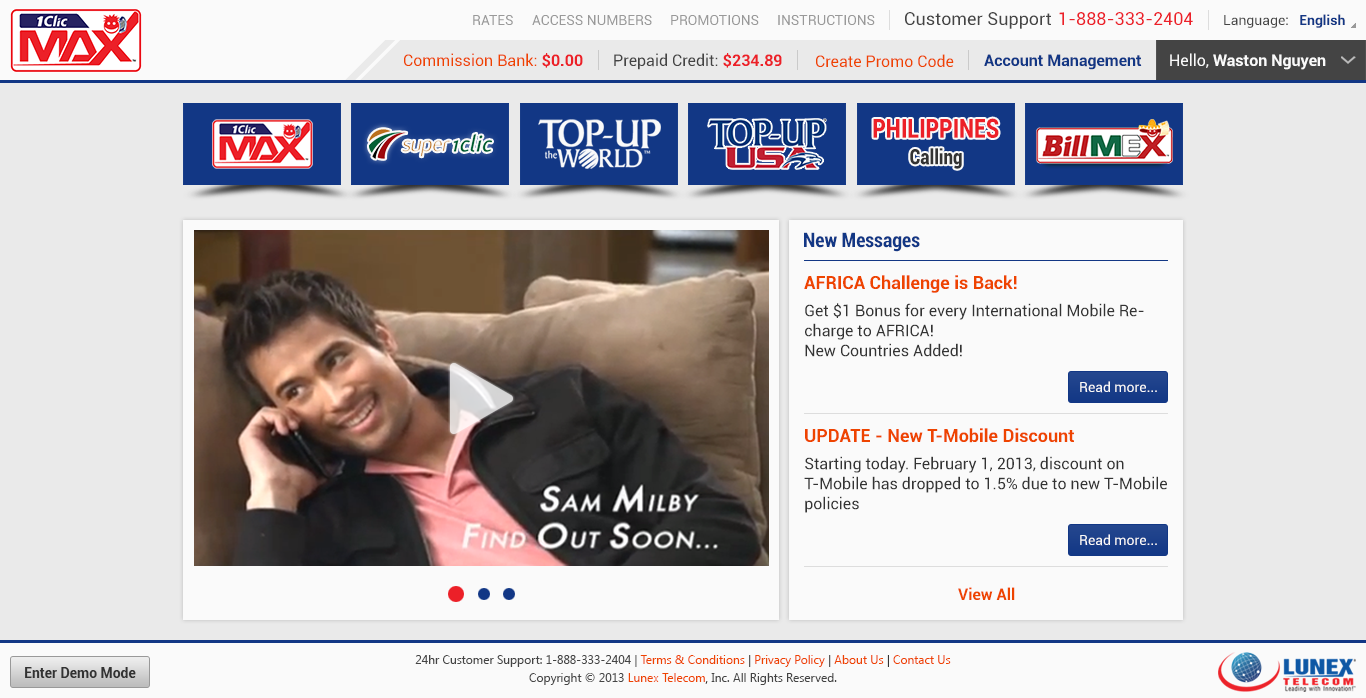 1Clic
MAX
RATES ACCESS NUMBERS PROMOTIONS INSTRUCTIONS Customer Support 1-888-333-2404 Language: English
Commission Bank: $0.00 Prepaid Credit: $234.89 Create Promo Code Account Management Hello, Waston Nguyen
1Clic
MAX
super1clic
TOP-UP
the WORLD™
TOP-UP
USA
PHILIPPINES
Calling
BillMEX
New Messages
AFRICA Challenge is Back!
Get $1 Bonus for every International Mobile Re-
charge to AFRICA!
New Countries Added!
Read more...
UPDATE - New T-Mobile Discount
Starting today. February 1, 2013, discount on
T-Mobile has dropped to 1.5% due to new T-Mobile
policies
Read more...
View All
SAM MILBY
FIND OUT SOON...
Enter Demo Mode
24hr Customer Support: 1-888-333-2404 | Terms & Conditions | Privacy Policy | About Us | Contact Us
Copyright © 2013 Lunex Telecom, Inc. All Rights Reserved.
LUNEX
TELECOM
Leading with Innovation!